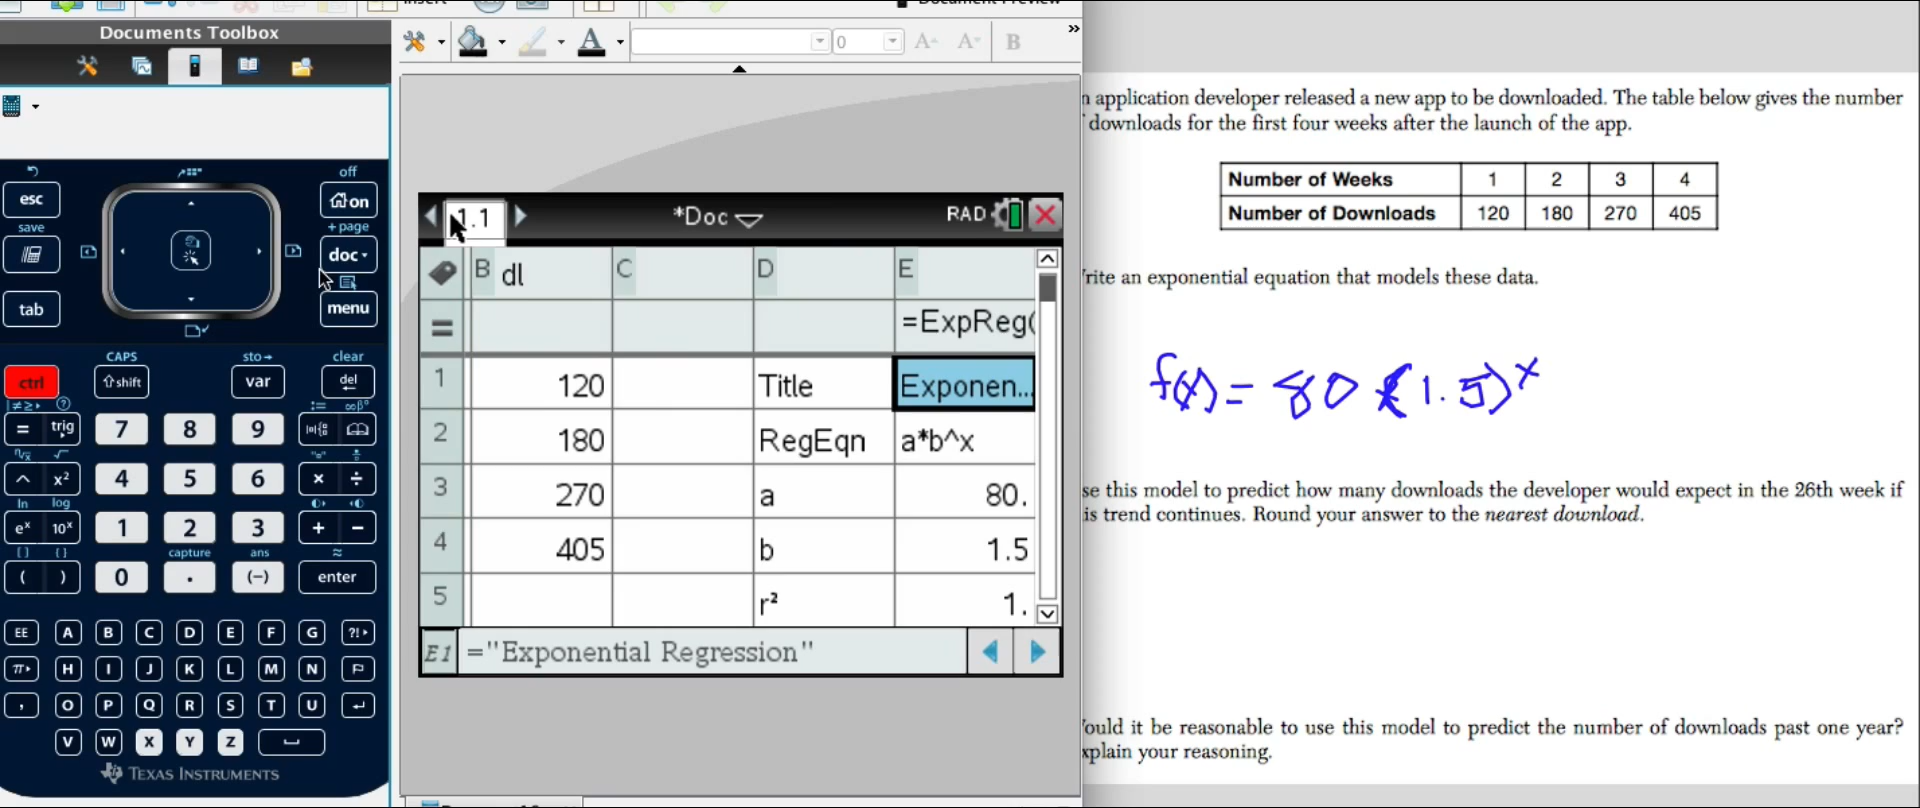 Documents Toolbox
esc
save
tab
off
on
+ page
doc
menu
CAPS
sto→
clear
ctrl
shift
var
del
= trig 7 8 9
^ x² 4 5 6 × ÷
ln log
eˣ 10ˣ 1 2 3 + −
[ ] { } capture ans ≈
( ) 0 . (−) enter
EE A B C D E F G ?!▸
π▸ H I J K L M N
, O P Q R S T U
V W X Y Z
TEXAS INSTRUMENTS
0 A A B »
1.1 *Doc RAD
B dl C D E
= =ExpReg(
1 120 Title Exponen...
2 180 RegEqn a*b^x
3 270 a 80.
4 405 b 1.5
5 r² 1.
E1 ="Exponential Regression"
n application developer released a new app to be downloaded. The table below gives the number
downloads for the first four weeks after the launch of the app.
Number of Weeks 1 2 3 4
Number of Downloads 120 180 270 405
rite an exponential equation that models these data.
f(x) = 80 (1.5)^x
se this model to predict how many downloads the developer would expect in the 26th week if
is trend continues. Round your answer to the nearest download.
ould it be reasonable to use this model to predict the number of downloads past one year?
xplain your reasoning.